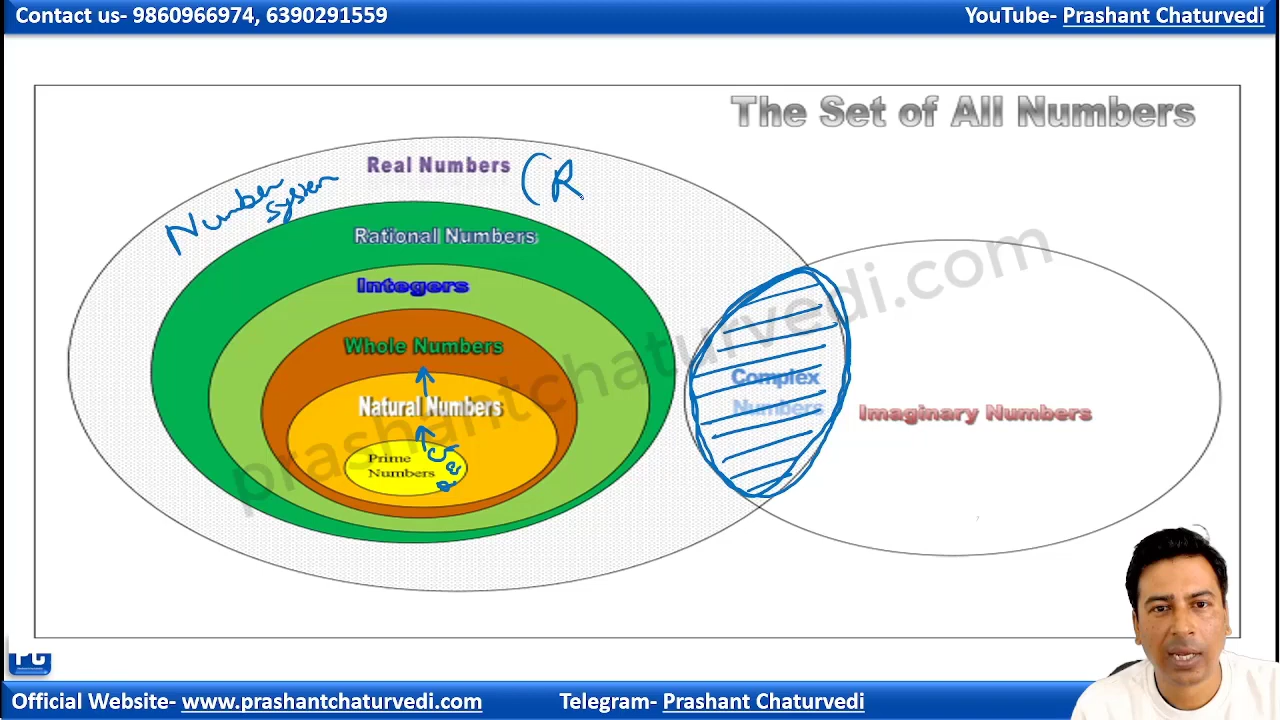 Contact us- 9860966974, 6390291559
YouTube- Prashant Chaturvedi
The Set of All Numbers
Real Numbers (R
Number
System
Rational Numbers
Integers
Whole Numbers
Natural Numbers
Prime
Numbers
Complex
Numbers
Imaginary Numbers
prashantchaturvedi.com
Official Website- www.prashantchaturvedi.com
Telegram- Prashant Chaturvedi